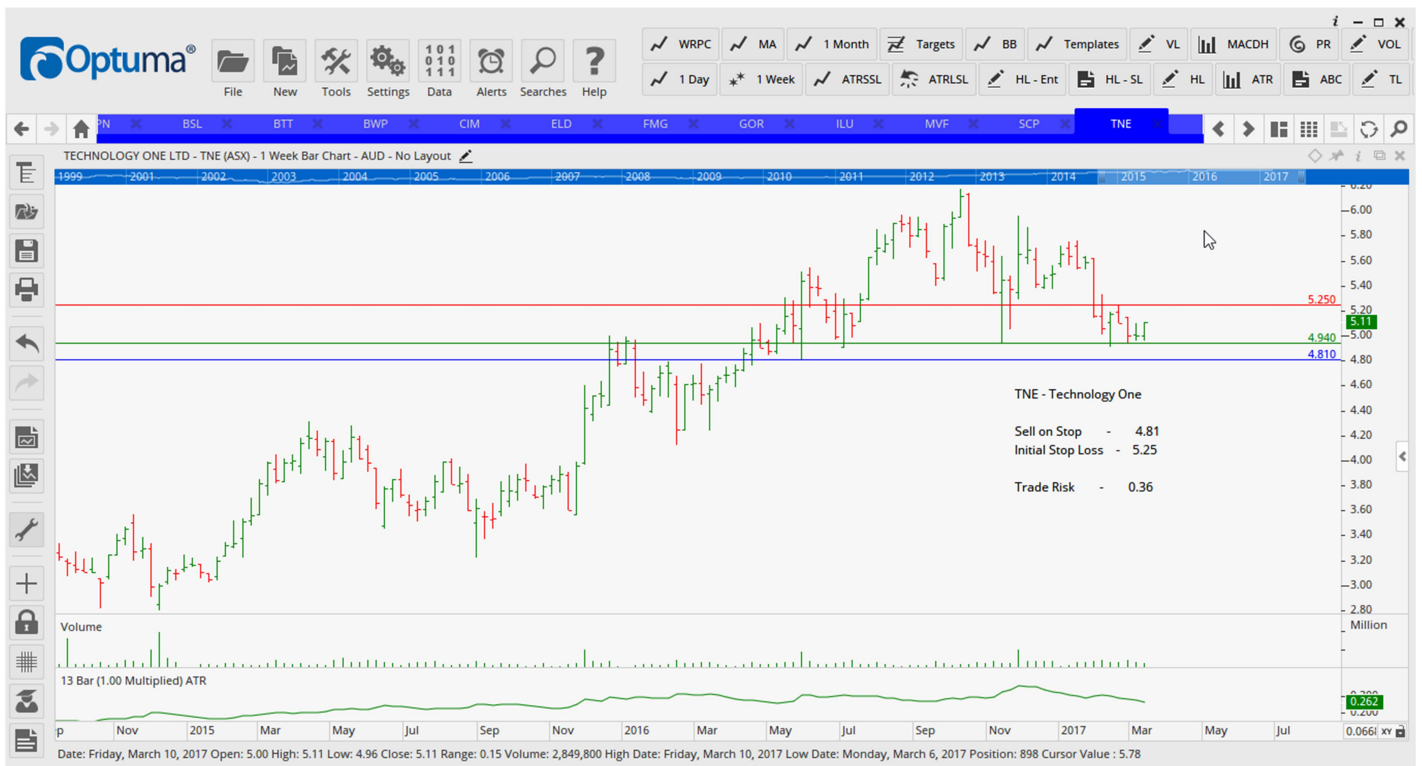 Optuma®
File New Tools Settings Data Alerts Searches Help
WRPC MA 1 Month Targets BB Templates VL MACDH PR VOL
1 Day 1 Week ATRSSL ATRLSL HL - Ent HL - SL HL ATR ABC TL
PN BSL BTT BWP CIM ELD FMG GOR ILU MVF SCP TNE
TECHNOLOGY ONE LTD - TNE (ASX) - 1 Week Bar Chart - AUD - No Layout
1999 2001 2002 2003 2004 2005 2006 2007 2008 2009 2010 2011 2012 2013 2014 2015 2016 2017
6.20
6.00
5.80
5.60
5.40
5.250
5.20
5.11
5.00
4.940
4.810
4.80
4.60
TNE - Technology One
4.40
Sell on Stop - 4.81
4.20
Initial Stop Loss - 5.25
4.00
Trade Risk - 0.36
3.80
3.60
3.40
3.20
3.00
2.80
Volume
Million
13 Bar (1.00 Multiplied) ATR
0.262
0.200
p Nov 2015 Mar May Jul Sep Nov 2016 Mar May Jul Sep Nov 2017 Mar May Jul
0.066 XY
Date: Friday, March 10, 2017 Open: 5.00 High: 5.11 Low: 4.96 Close: 5.11 Range: 0.15 Volume: 2,849,800 High Date: Friday, March 10, 2017 Low Date: Monday, March 6, 2017 Position: 898 Cursor Value : 5.78